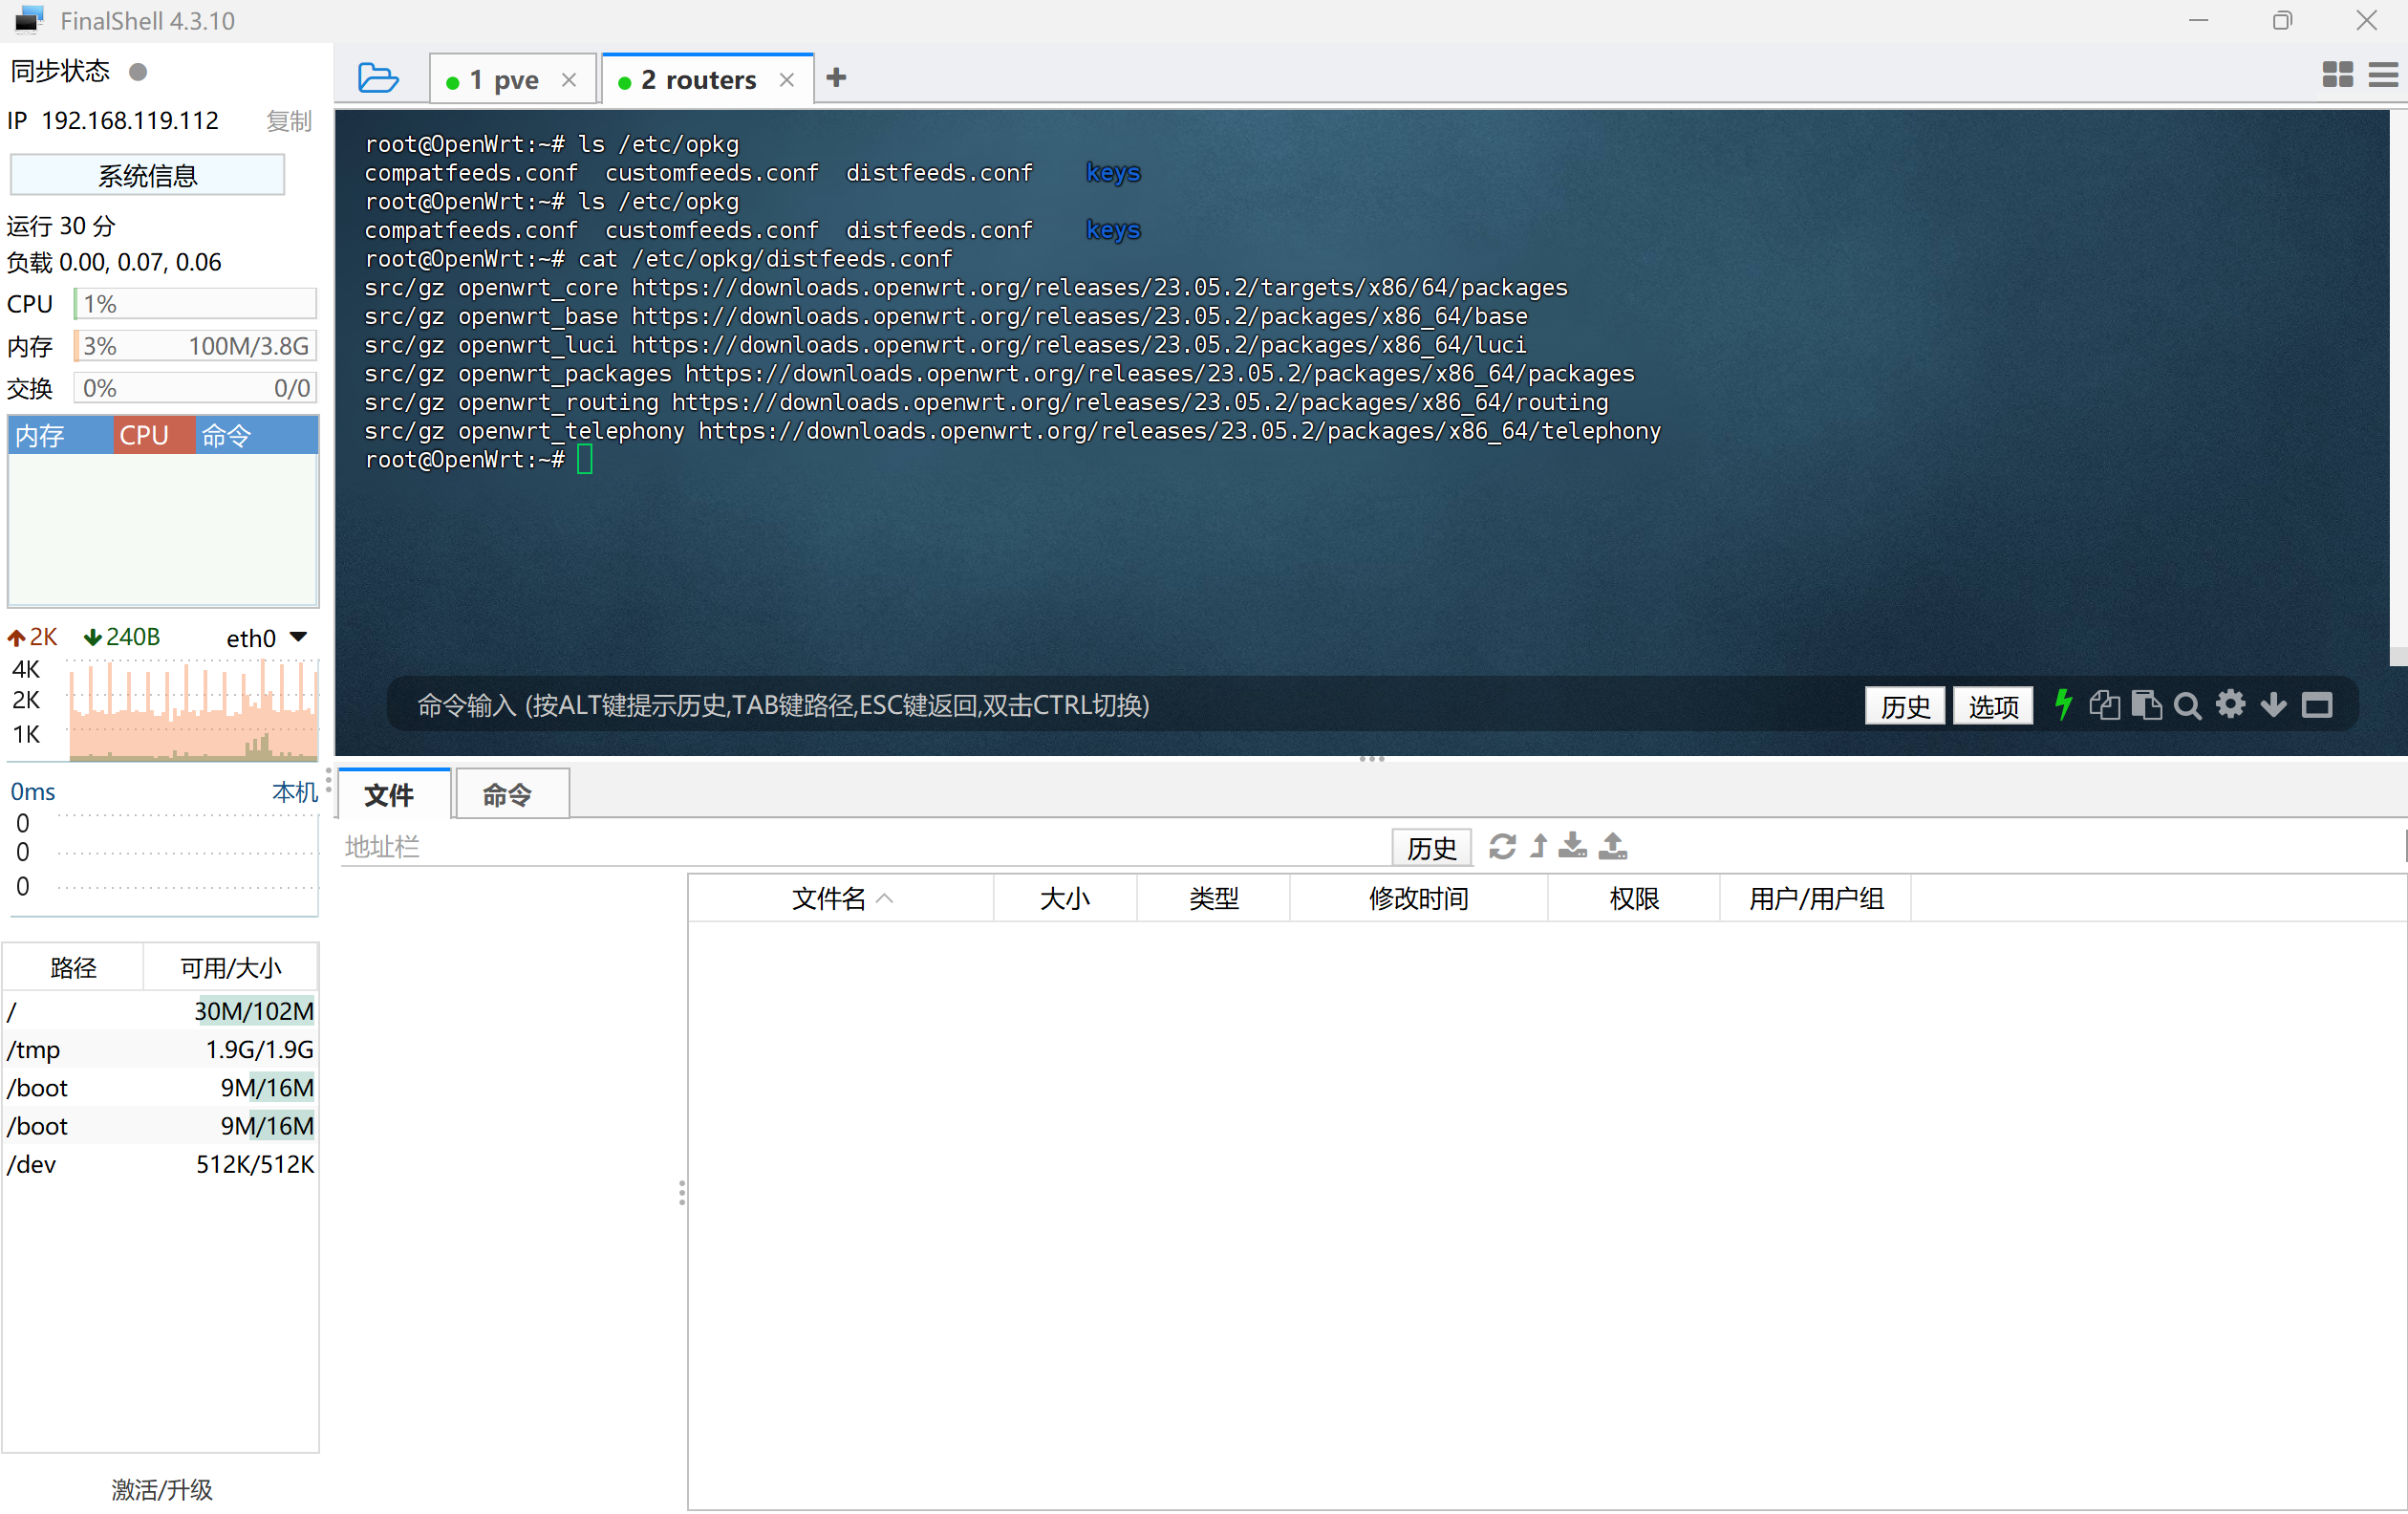 FinalShell 4.3.10
同步状态
IP 192.168.119.112 复制
系统信息
运行 30 分
负载 0.00, 0.07, 0.06
CPU 1%
内存 3% 100M/3.8G
交换 0% 0/0
内存 CPU 命令
2K 240B eth0
4K
2K
1K
0ms 本机
0
0
0
路径 可用/大小
/ 30M/102M
/tmp 1.9G/1.9G
/boot 9M/16M
/boot 9M/16M
/dev 512K/512K
激活/升级
1 pve 2 routers
root@OpenWrt:~# ls /etc/opkg
compatfeeds.conf customfeeds.conf distfeeds.conf keys
root@OpenWrt:~# ls /etc/opkg
compatfeeds.conf customfeeds.conf distfeeds.conf keys
root@OpenWrt:~# cat /etc/opkg/distfeeds.conf
src/gz openwrt_core https://downloads.openwrt.org/releases/23.05.2/targets/x86/64/packages
src/gz openwrt_base https://downloads.openwrt.org/releases/23.05.2/packages/x86_64/base
src/gz openwrt_luci https://downloads.openwrt.org/releases/23.05.2/packages/x86_64/luci
src/gz openwrt_packages https://downloads.openwrt.org/releases/23.05.2/packages/x86_64/packages
src/gz openwrt_routing https://downloads.openwrt.org/releases/23.05.2/packages/x86_64/routing
src/gz openwrt_telephony https://downloads.openwrt.org/releases/23.05.2/packages/x86_64/telephony
root@OpenWrt:~#
命令输入 (按ALT键提示历史,TAB键路径,ESC键返回,双击CTRL切换) 历史 选项
文件 命令
地址栏 历史
文件名 大小 类型 修改时间 权限 用户/用户组